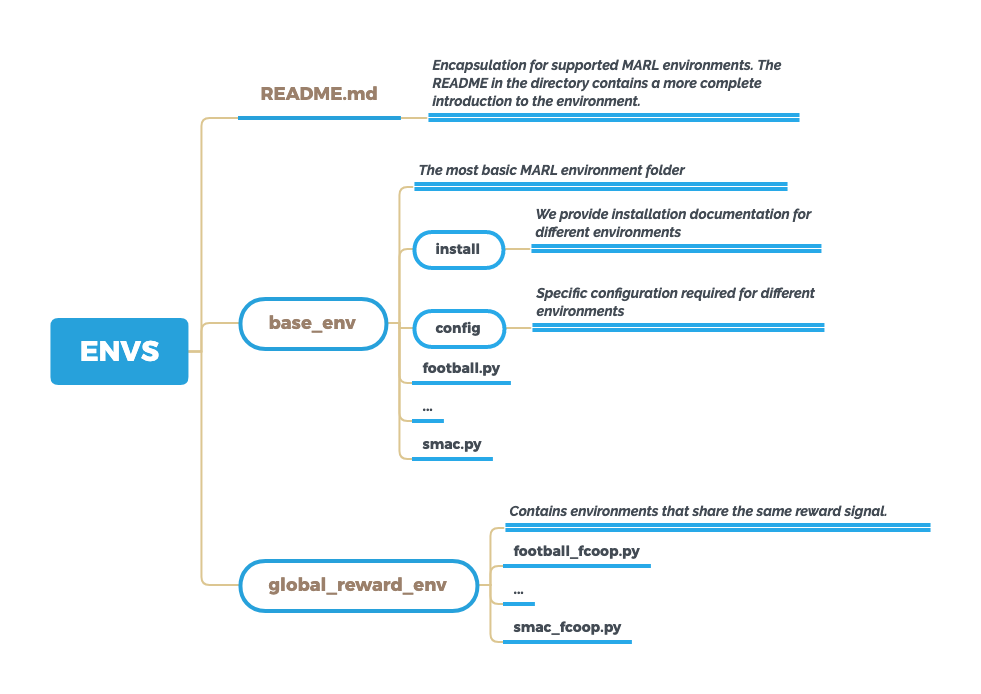 Encapsulation for supported MARL environments. The
README in the directory contains a more complete
introduction to the environment.
README.md
The most basic MARL environment folder
We provide installation documentation for
different environments
install
Specific configuration required for different
environments
config
base_env
ENVS
football.py
...
smac.py
Contains environments that share the same reward signal.
football_fcoop.py
global_reward_env
...
smac_fcoop.py